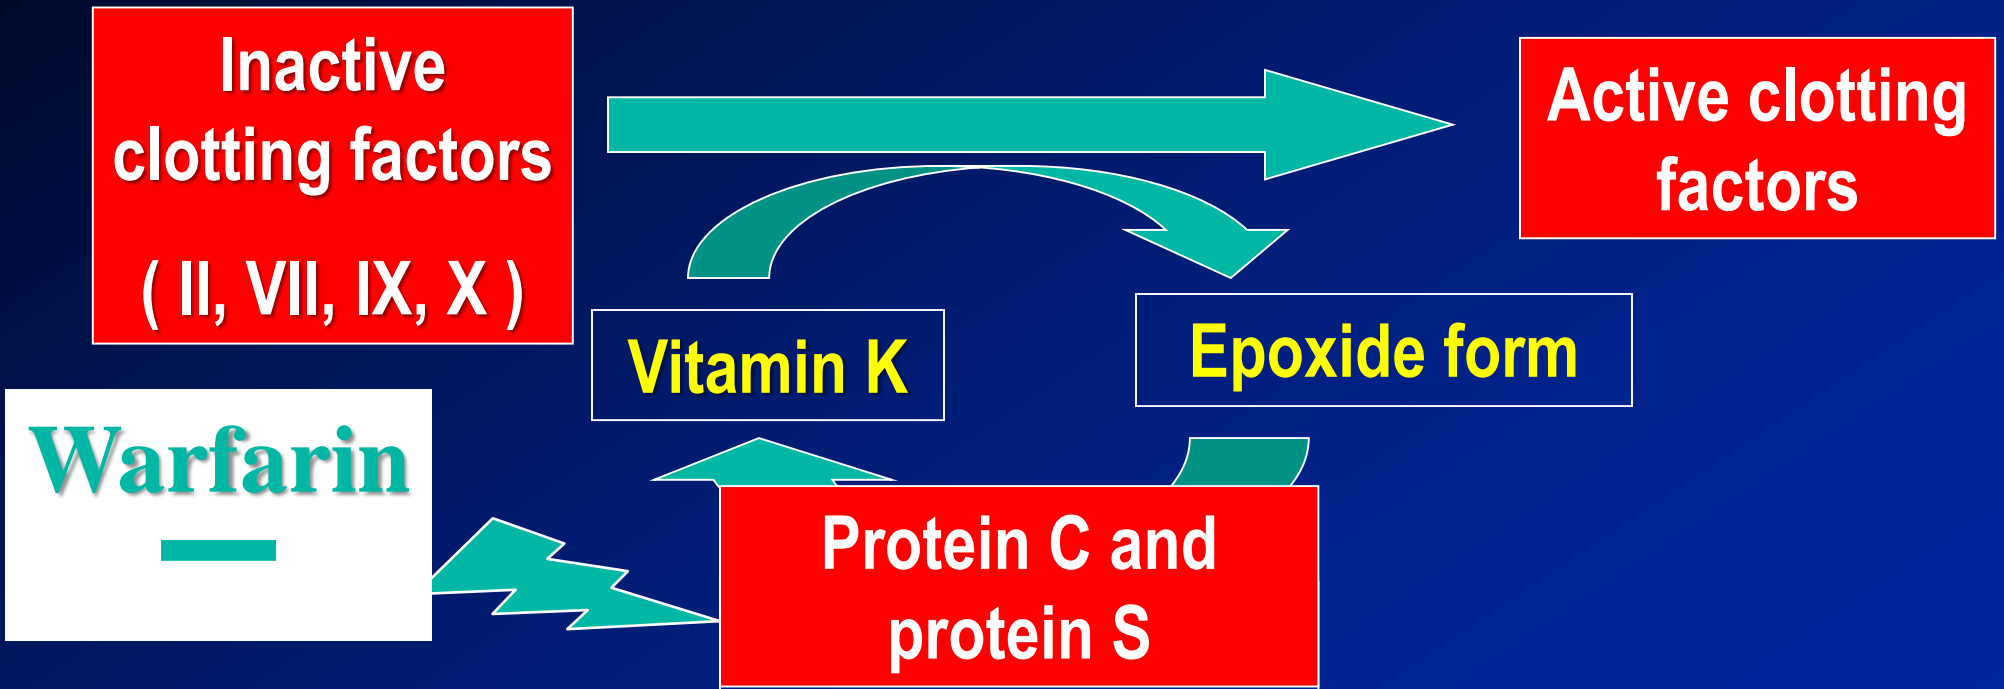 Inactive
clotting factors
( II, VII, IX, X )
Active clotting
factors
Vitamin K
Epoxide form
Warfarin
Protein C and
protein S